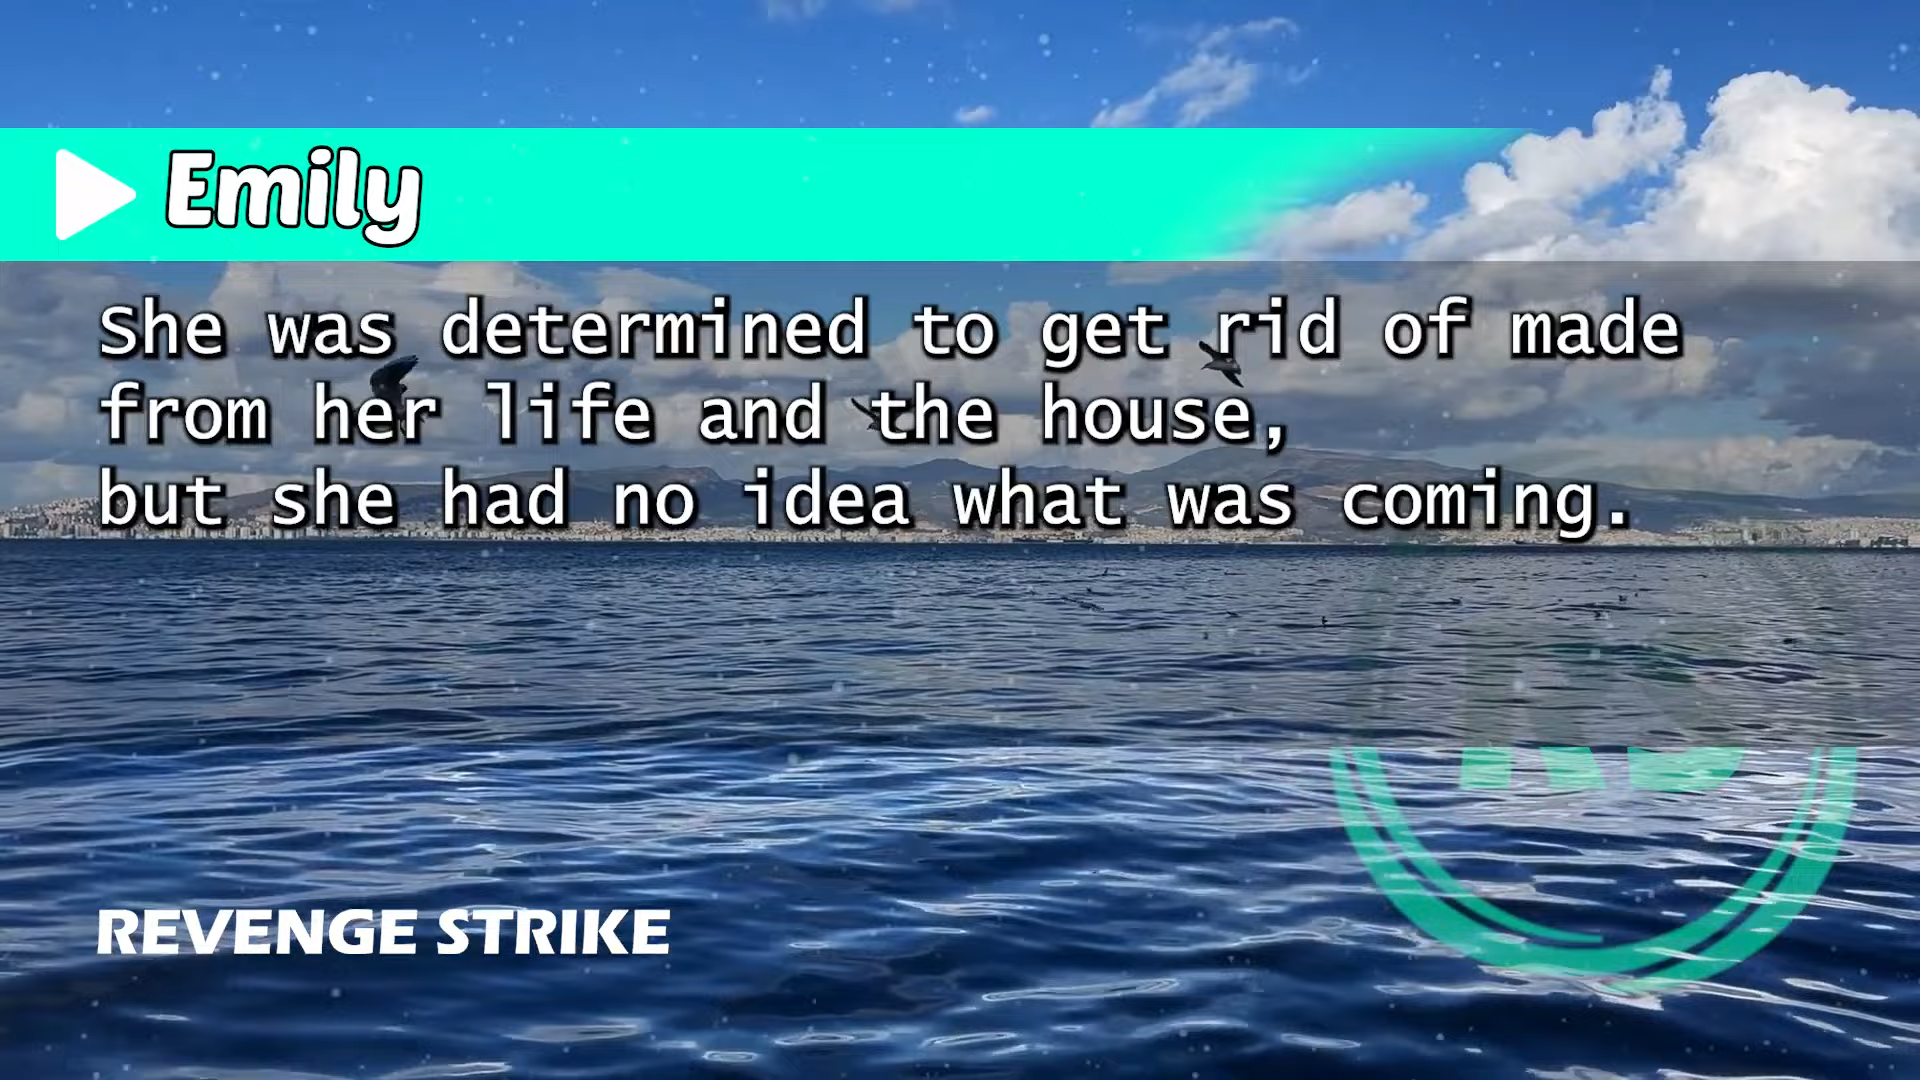 Emily
She was determined to get rid of made
from her life and the house,
but she had no idea what was coming.
REVENGE STRIKE